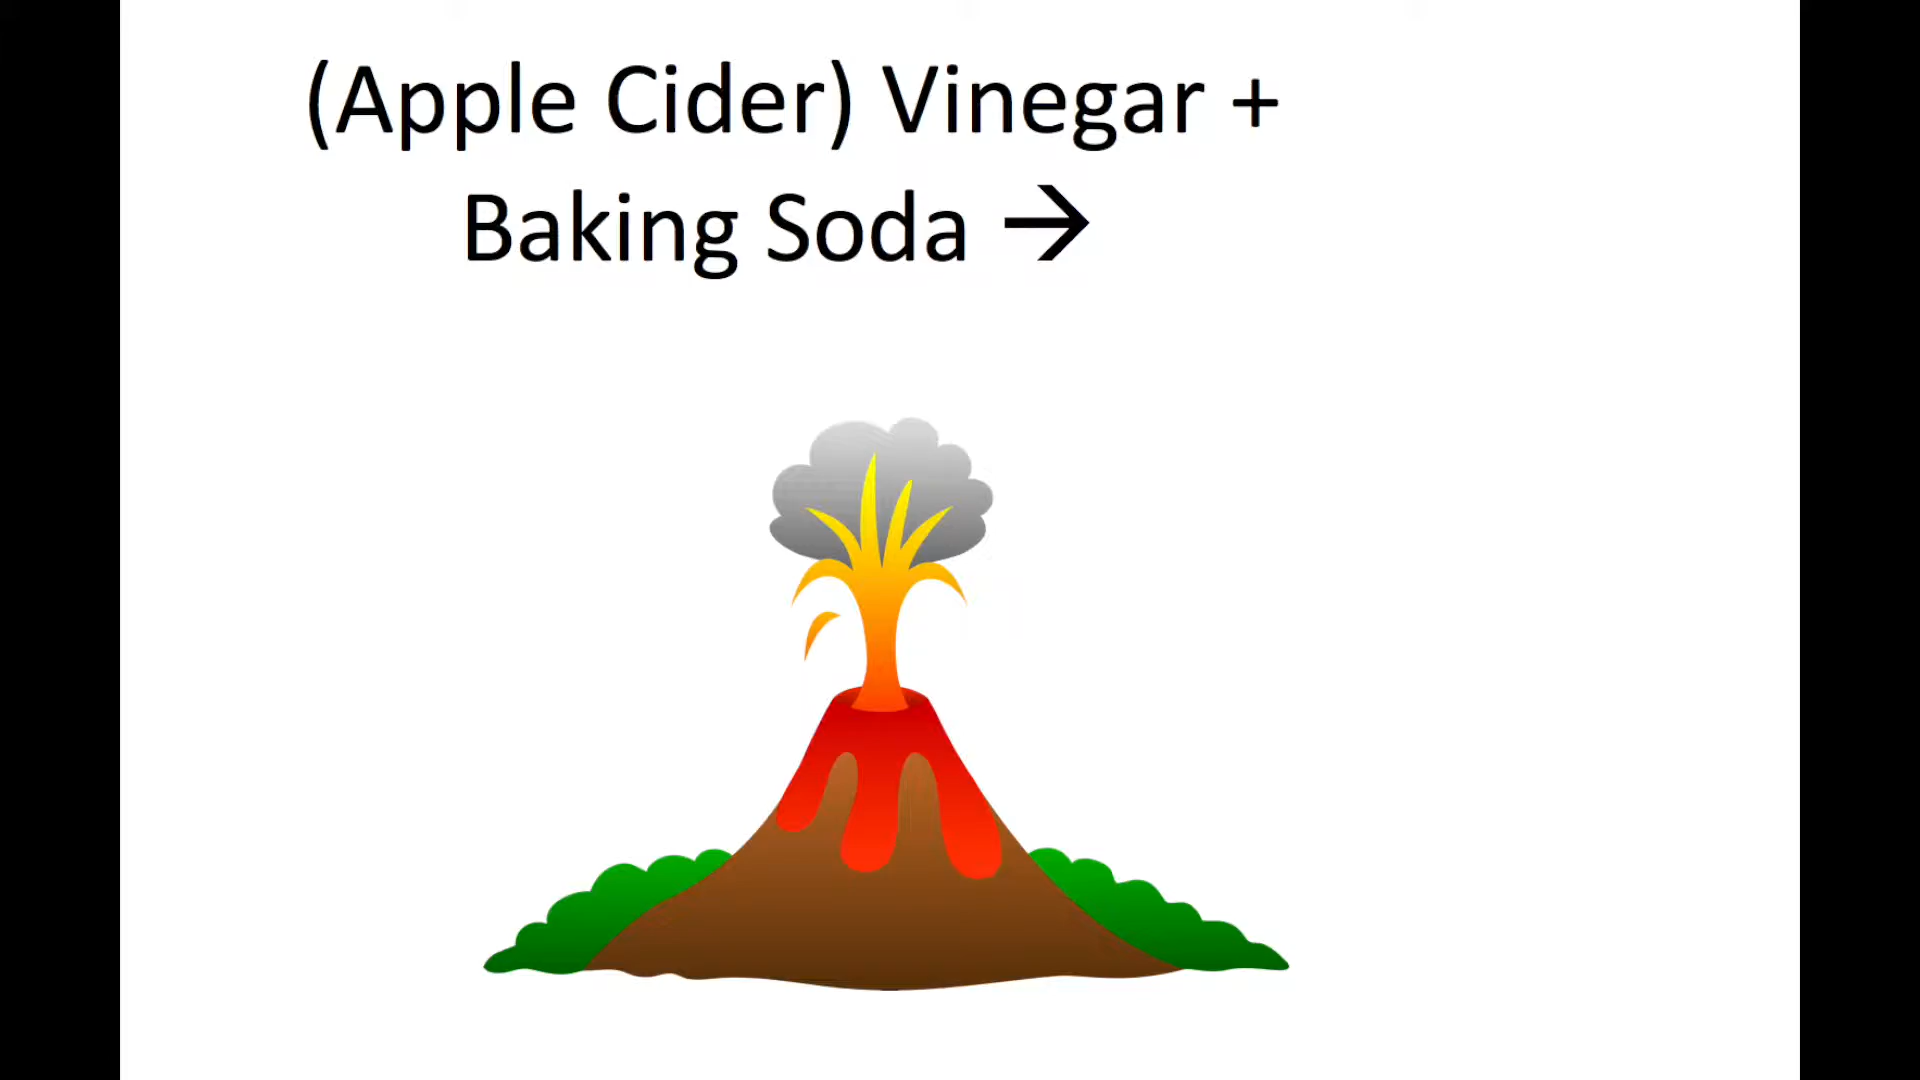 (Apple Cider) Vinegar +
Baking Soda →